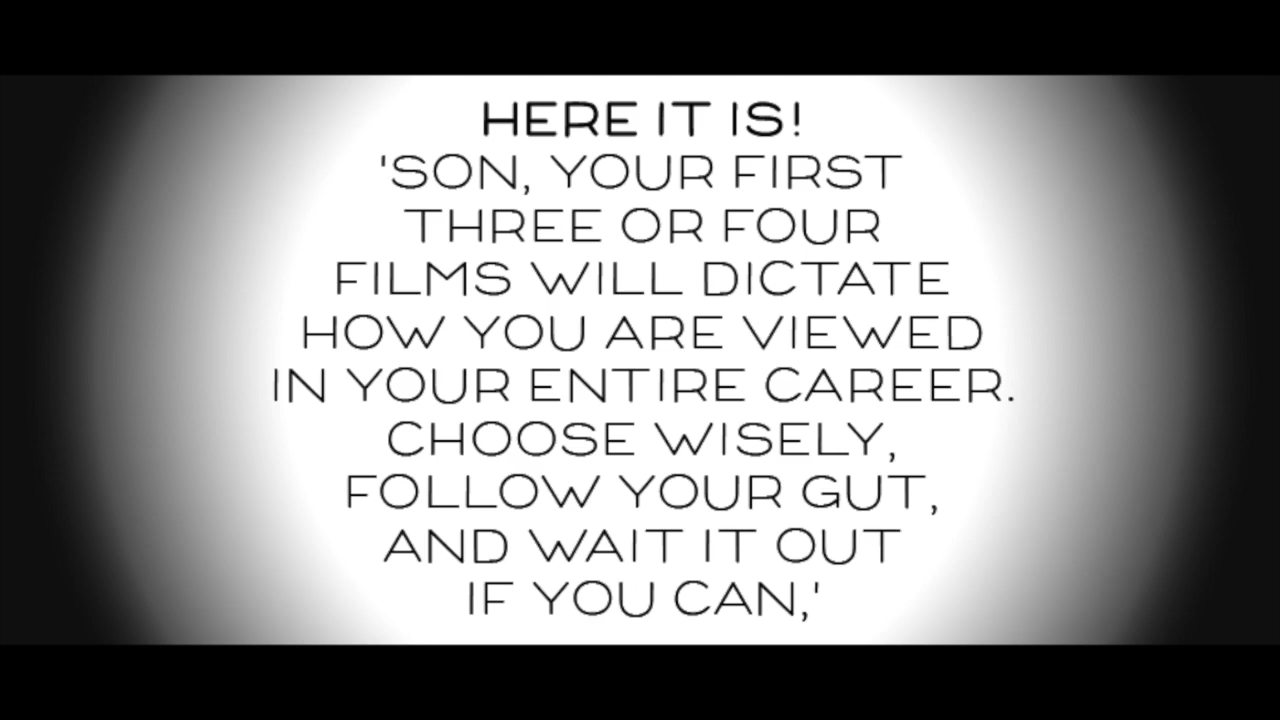 HERE IT IS!
'SON, YOUR FIRST
THREE OR FOUR
FILMS WILL DICTATE
HOW YOU ARE VIEWED
IN YOUR ENTIRE CAREER.
CHOOSE WISELY,
FOLLOW YOUR GUT,
AND WAIT IT OUT
IF YOU CAN,'